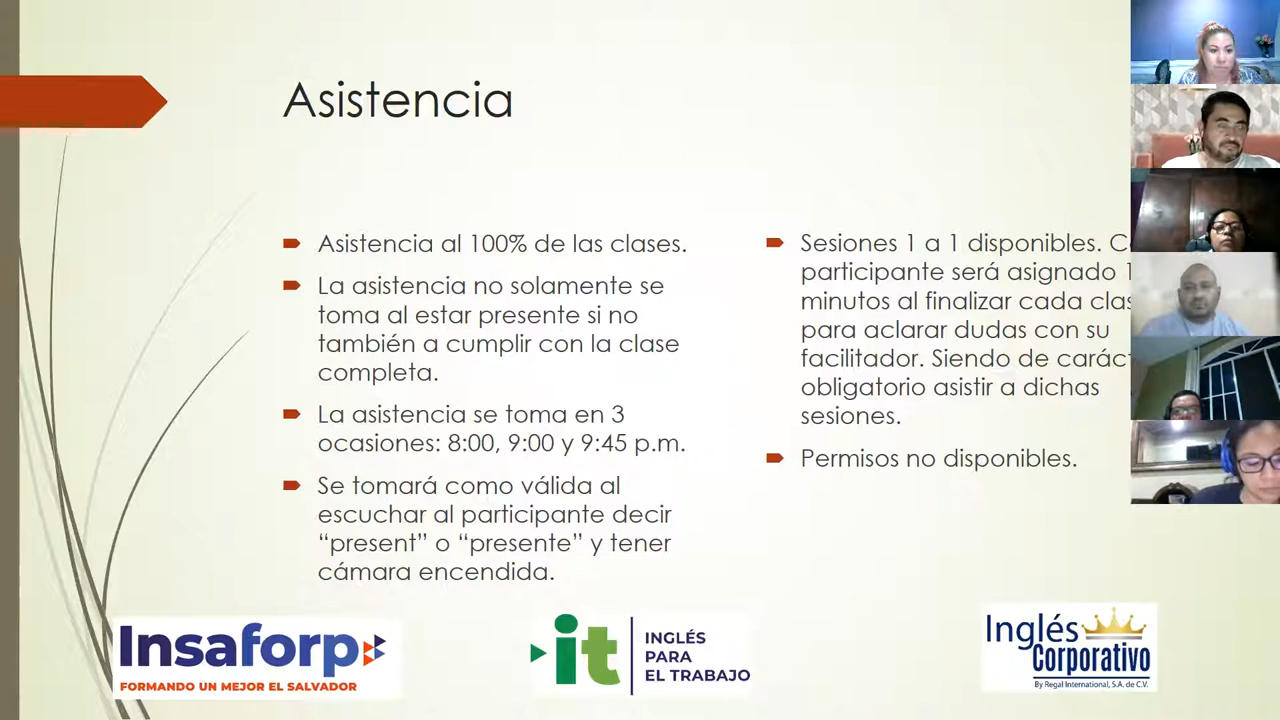 Asistencia
Asistencia al 100% de las clases.
La asistencia no solamente se
toma al estar presente si no
también a cumplir con la clase
completa.
La asistencia se toma en 3
ocasiones: 8:00, 9:00 y 9:45 p.m.
Se tomará como válida al
escuchar al participante decir
“present” o “presente” y tener
cámara encendida.
Sesiones 1 a 1 disponibles.
participante será asignado
minutos al finalizar cada
para aclarar dudas con su
facilitador. Siendo de
obligatorio asistir a dichas
sesiones.
Permisos no disponibles.
Insaforp
FORMANDO UN MEJOR EL SALVADOR
it
INGLÉS
PARA
EL TRABAJO
Inglés
Corporativo
By Regal International, S.A. de C.V.